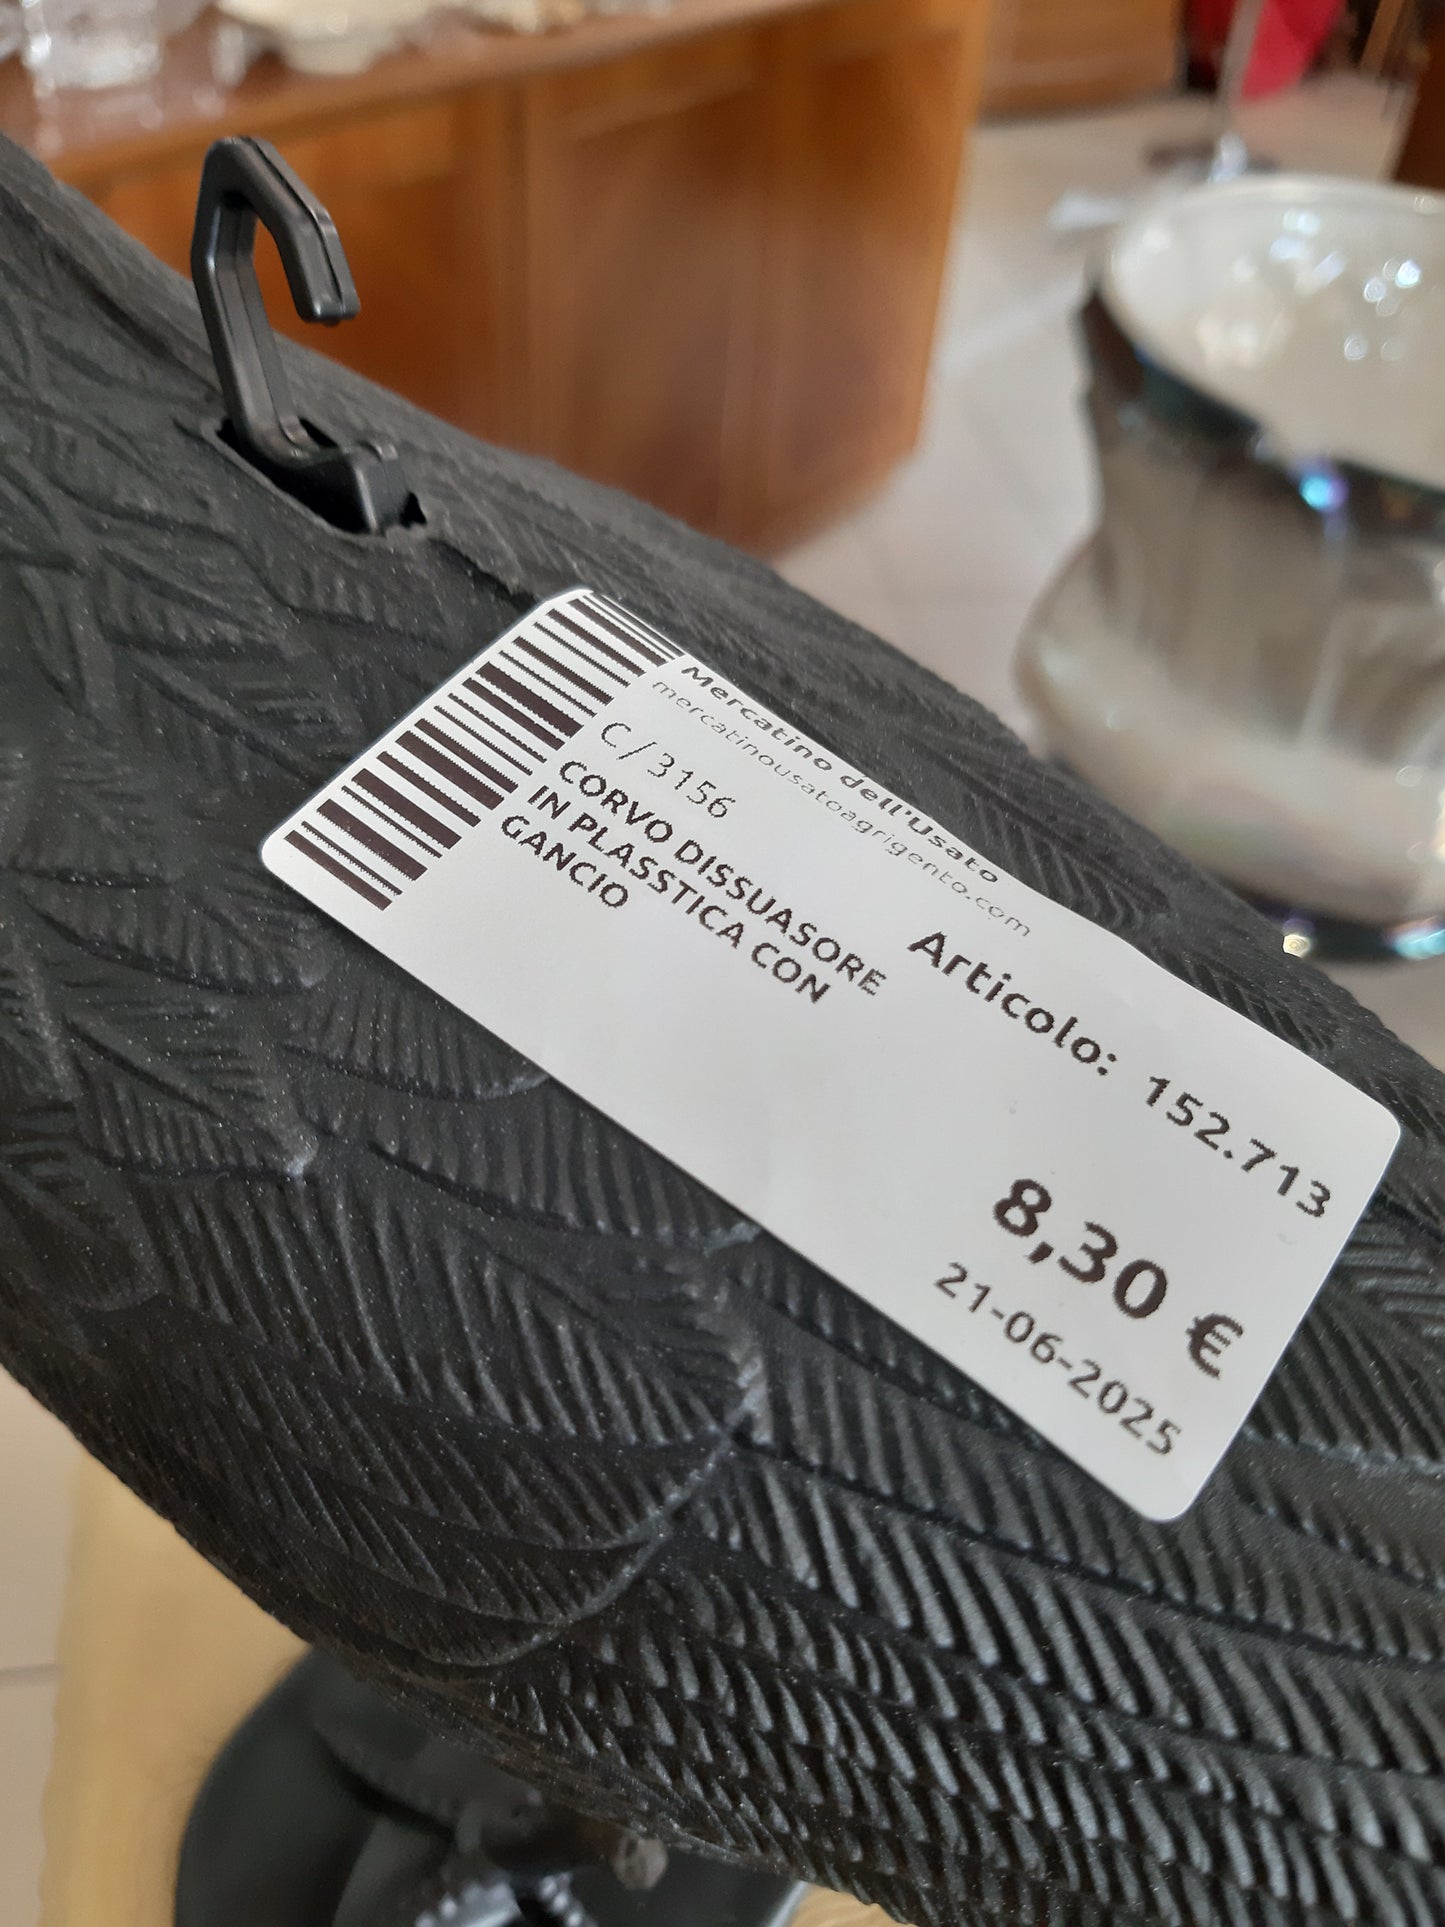 Mercatino dell'Usato
mercatinousatoagrigento.com
C/3156
Articolo: 152.713
CORVO DISSUASORE
IN PLASSTICA CON
GANCIO
8,30 €
21-06-2025